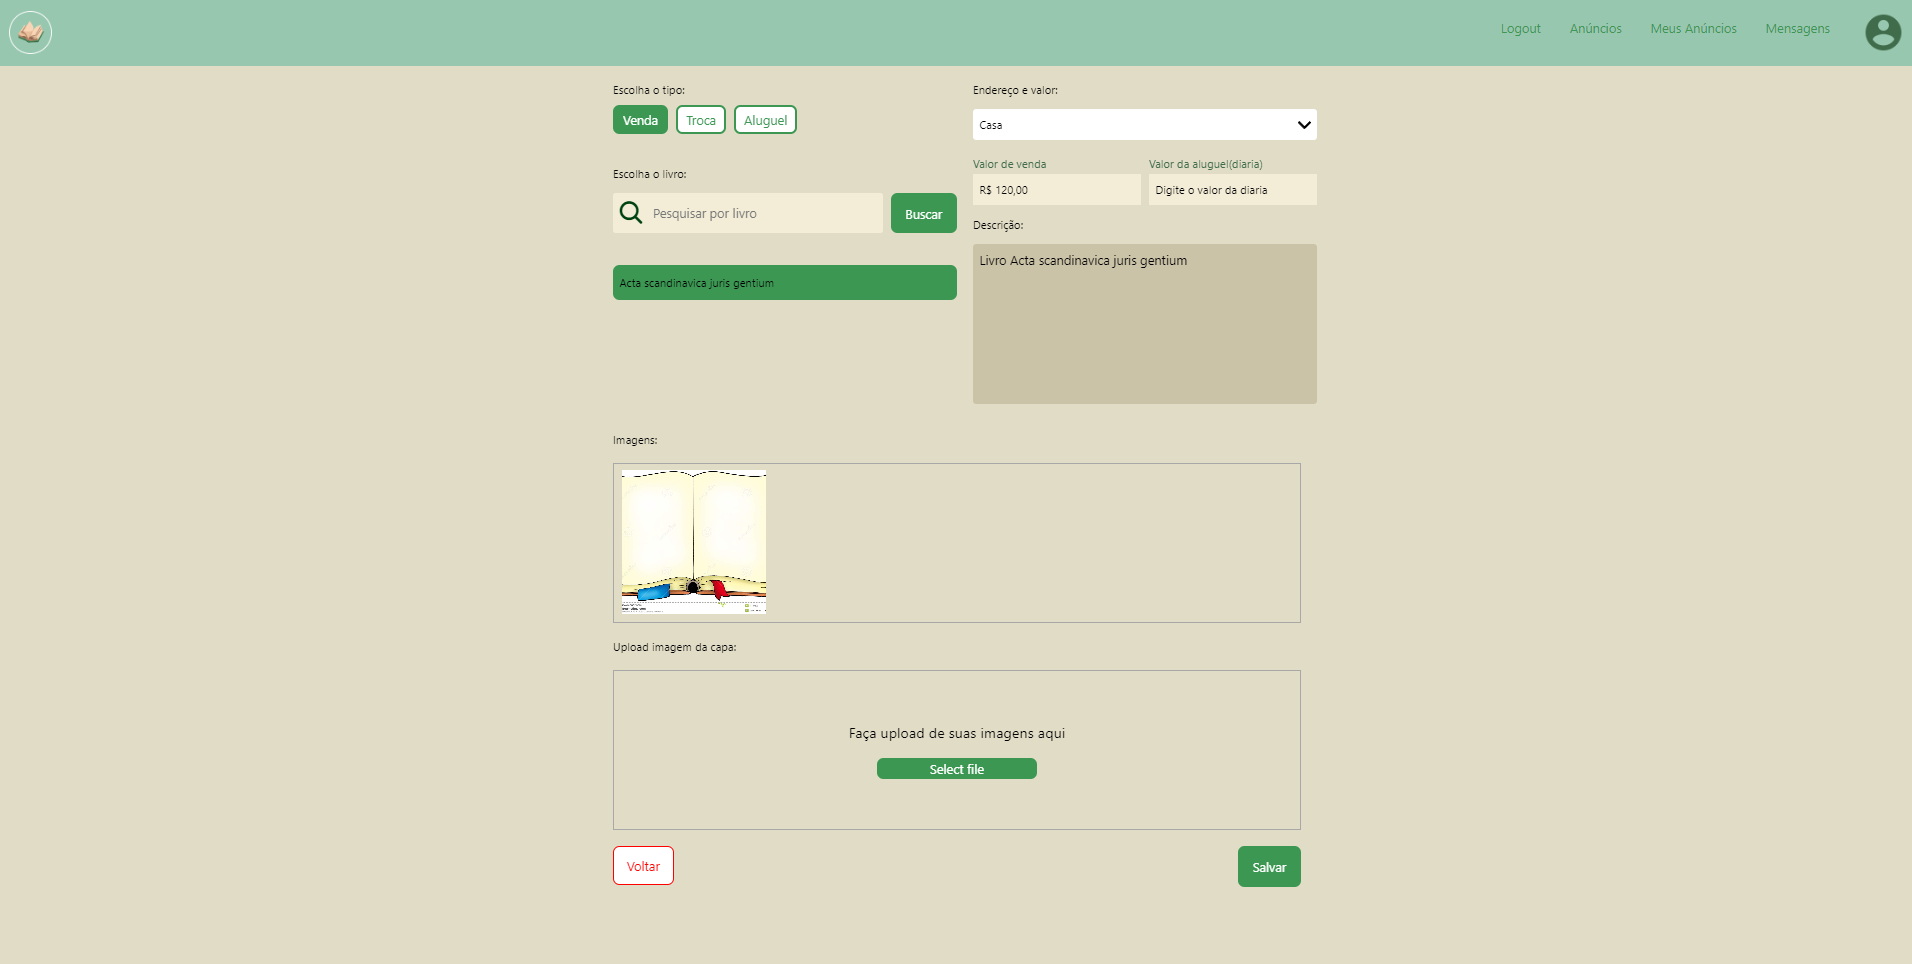 Logout Anúncios Meus Anúncios Mensagens
Escolha o tipo:
Venda Troca Aluguel
Escolha o livro:
Pesquisar por livro Buscar
Acta scandinavica juris gentium
Endereço e valor:
Casa
Valor de venda Valor da aluguel(diaria)
R$ 120,00 Digite o valor da diaria
Descrição:
Livro Acta scandinavica juris gentium
Imagens:
Upload imagem da capa:
Faça upload de suas imagens aqui
Select file
Voltar Salvar